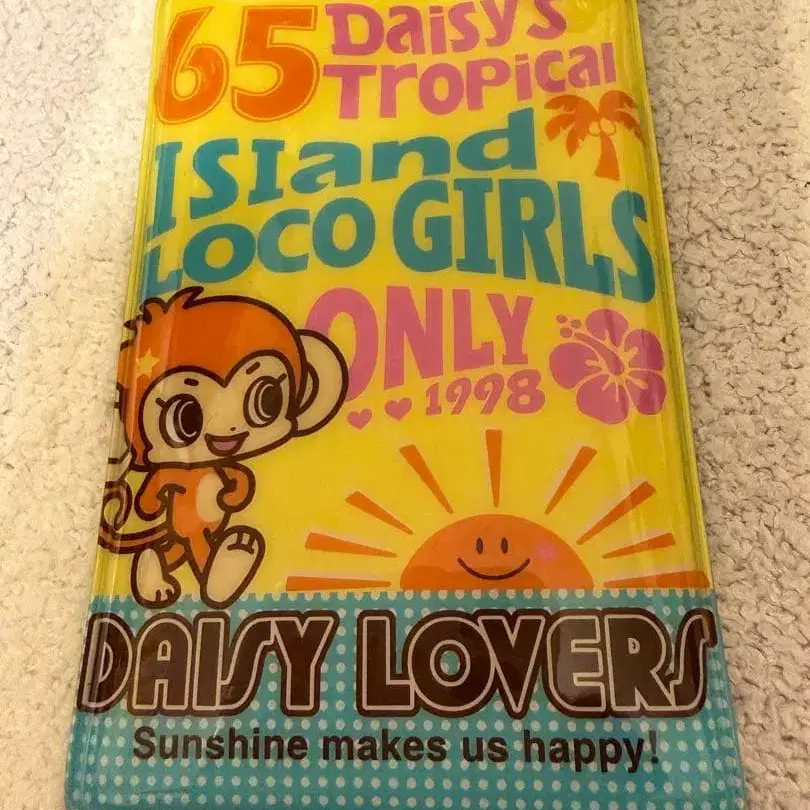 65 Daisy's
Tropical
Island
LOCO GIRLS
ONLY
1998
DAISY LOVERS
Sunshine makes us happy!